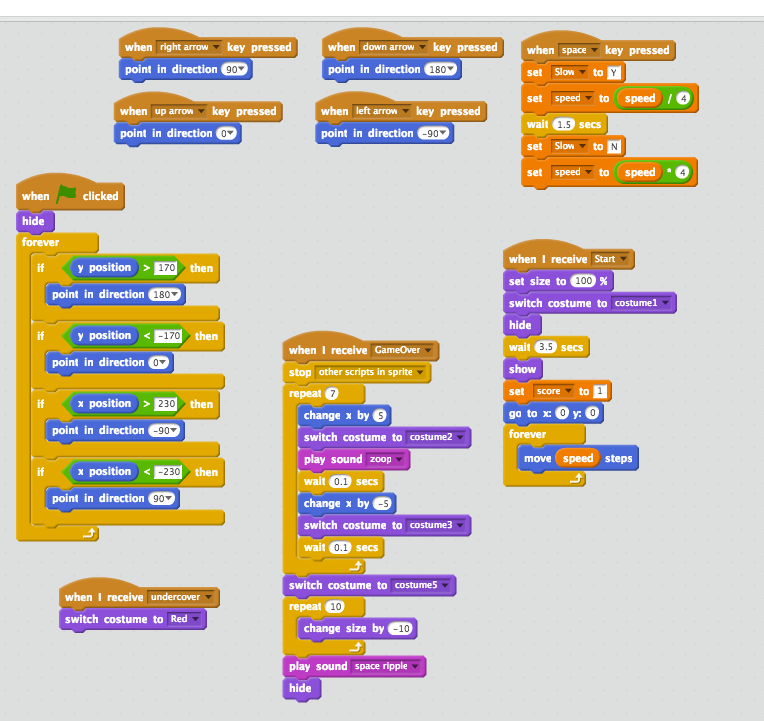 when right arrow key pressed
point in direction 90
when down arrow key pressed
point in direction 180
when space key pressed
set Slow to Y
set speed to speed / 4
wait 1.5 secs
set Slow to N
set speed to speed * 4
when up arrow key pressed
point in direction 0
when left arrow key pressed
point in direction -90
when clicked
hide
forever
if y position > 170 then
point in direction 180
if y position < -170 then
point in direction 0
if x position > 230 then
point in direction -90
if x position < -230 then
point in direction 90
when I receive undercover
switch costume to Red
when I receive GameOver
stop other scripts in sprite
repeat 7
change x by 5
switch costume to costume2
play sound zoop
wait 0.1 secs
change x by -5
switch costume to costume3
wait 0.1 secs
switch costume to costume5
repeat 10
change size by -10
play sound space ripple
hide
when I receive Start
set size to 100 %
switch costume to costume1
hide
wait 3.5 secs
show
set score to 1
go to x: 0 y: 0
forever
move speed steps